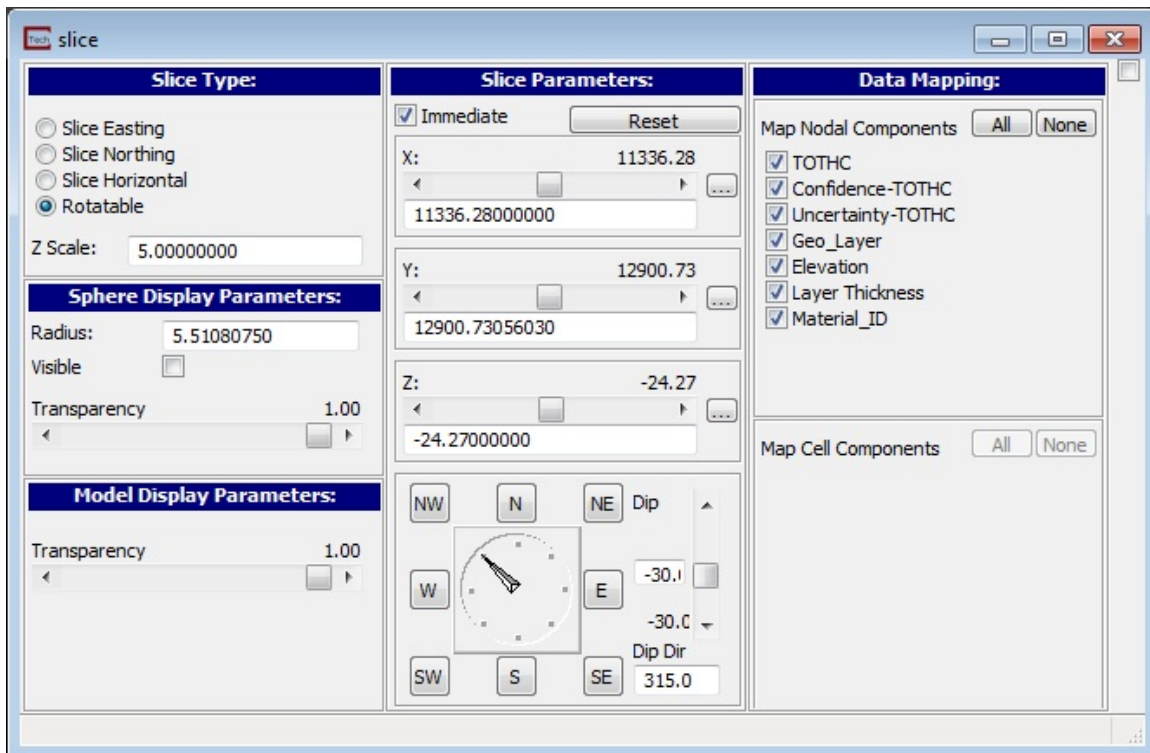 Tech slice
Slice Type:
Slice Easting
Slice Northing
Slice Horizontal
Rotatable
Z Scale: 5.00000000
Sphere Display Parameters:
Radius: 5.51080750
Visible
Transparency 1.00
Model Display Parameters:
Transparency 1.00
Slice Parameters:
Immediate Reset
X: 11336.28
...
11336.28000000
Y: 12900.73
...
12900.73056030
Z: -24.27
...
-24.27000000
NW N NE Dip
W E -30.(
-30.0
Dip Dir
SW S SE 315.0
Data Mapping:
Map Nodal Components All None
TOTHC
Confidence-TOTHC
Uncertainty-TOTHC
Geo_Layer
Elevation
Layer Thickness
Material_ID
Map Cell Components All None